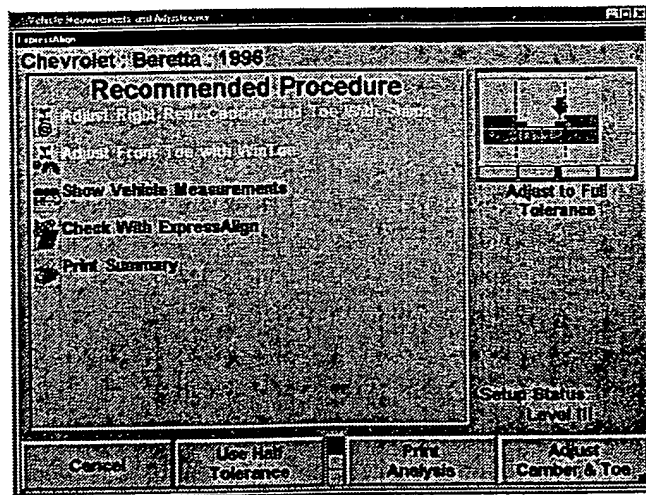 Vehicle Measurements and Adjustments
ExpressAlign
Chevrolet : Beretta : 1996
Recommended Procedure
Adjust Right Rear Camber and Toe With Shims
Adjust Front Toe with WinToe
Show Vehicle Measurements
Check With ExpressAlign
Print Summary
Adjust to Full
Tolerance
Setup Status:
Level III
Cancel
Use Half
Tolerance
Print
Analysis
Adjust
Camber & Toe